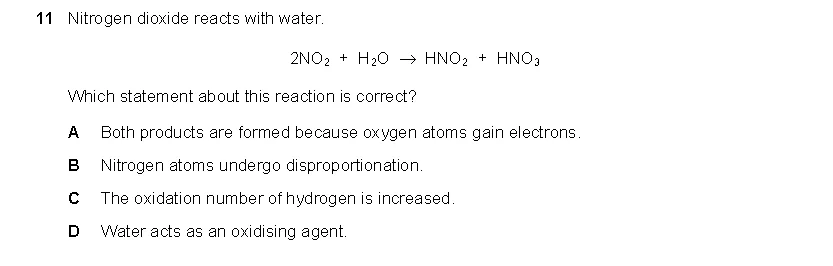 11 Nitrogen dioxide reacts with water.
2NO₂ + H₂O → HNO₂ + HNO₃
Which statement about this reaction is correct?
A Both products are formed because oxygen atoms gain electrons.
B Nitrogen atoms undergo disproportionation.
C The oxidation number of hydrogen is increased.
D Water acts as an oxidising agent.